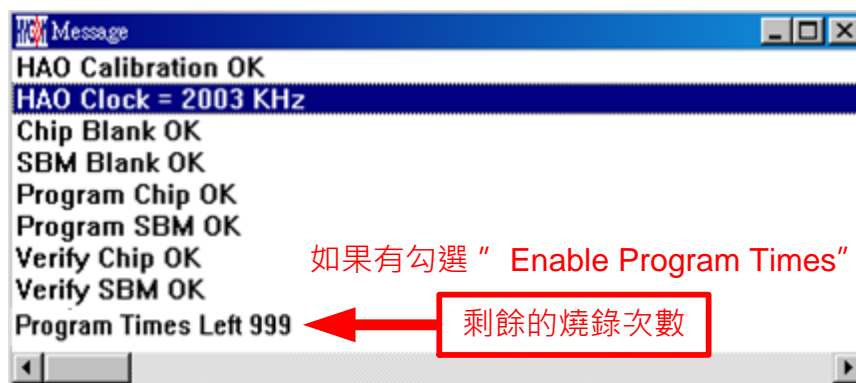 Message
HAO Calibration OK
HAO Clock = 2003 KHz
Chip Blank OK
SBM Blank OK
Program Chip OK
Program SBM OK
Verify Chip OK
如果有勾選 ” Enable Program Times”
Verify SBM OK
Program Times Left 999
剩餘的燒錄次數